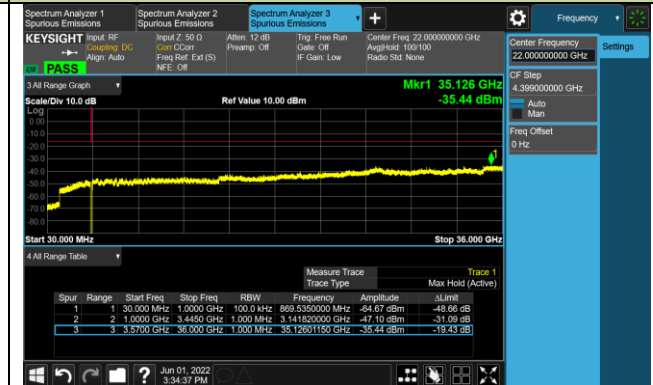 Spectrum Analyzer 1
Spurious Emissions
Spectrum Analyzer 2
Spurious Emissions
Spectrum Analyzer 3
Spurious Emissions
Frequency
KEYSIGHT
Input: RF
Coupling: DC
Align: Auto
Input Z: 50 Ω
Corr CCorr
Freq Ref: Ext (S)
NFE: Off
Atten: 12 dB
Preamp: Off
Trig: Free Run
Gate: Off
IF Gain: Low
Center Freq: 22.000000000 GHz
Avg|Hold: 100/100
Radio Std: None
PASS
Center Frequency
22.000000000 GHz
Settings
CF Step
4.399000000 GHz
Auto
Man
Freq Offset
0 Hz
3 All Range Graph
Mkr1 35.126 GHz
Scale/Div 10.0 dB
Ref Value 10.00 dBm
-35.44 dBm
Log
0.00
-10.0
-20.0
-30.0
-40.0
-50.0
-60.0
-70.0
-80.0
1
Start 30.000 MHz
Stop 36.000 GHz
4 All Range Table
Measure Trace Trace 1
Trace Type Max Hold (Active)
Spur Range Start Freq Stop Freq RBW Frequency Amplitude ΔLimit
1 1 30.000 MHz 1.0000 GHz 100.0 kHz 869.5350000 MHz -64.67 dBm -48.66 dB
2 2 1.0000 GHz 3.4450 GHz 1.000 MHz 3.141820000 GHz -47.10 dBm -31.09 dB
3 3 3.5700 GHz 36.000 GHz 1.000 MHz 35.12601150 GHz -35.44 dBm -19.43 dB
Jun 01, 2022
3:34:37 PM